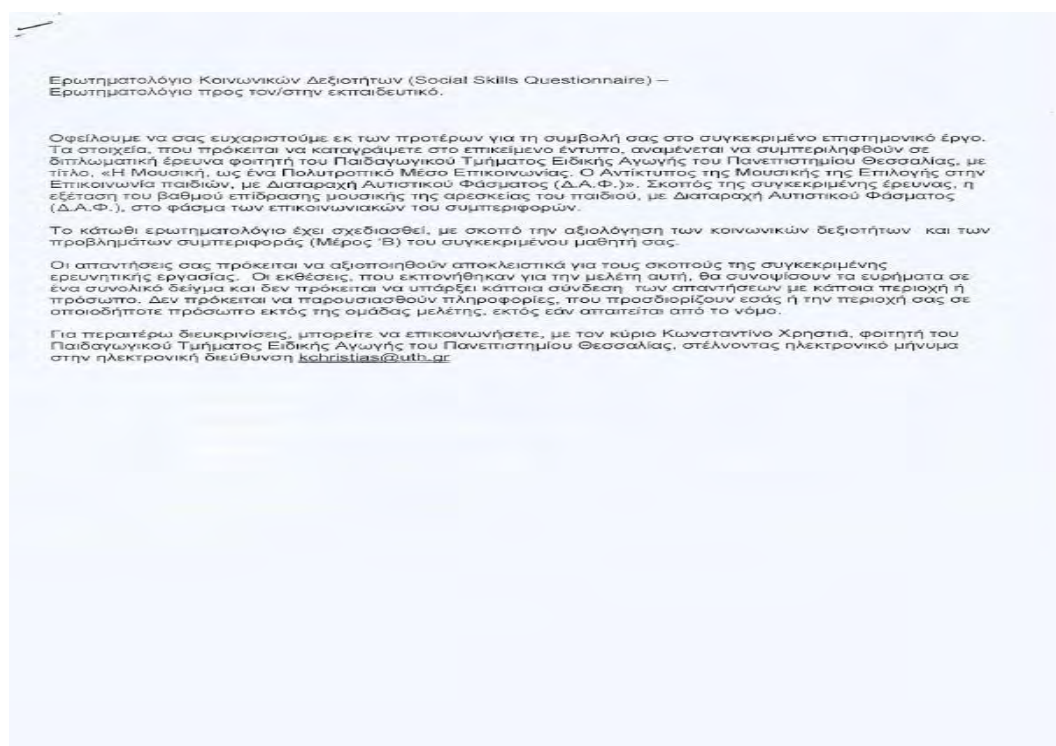 Ερωτηματολόγιο Κοινωνικών Δεξιοτήτων (Social Skills Questionnaire) –
Ερωτηματολόγιο προς τον/στην εκπαιδευτικό.
Οφείλουμε να σας ευχαριστούμε εκ των προτέρων για τη συμβολή σας στο συγκεκριμένο επιστημονικό έργο.
Τα στοιχεία, που πρόκειται να καταγράψετε στο επικείμενο έντυπο, αναμένεται να συμπεριληφθούν σε
διπλωματική έρευνα φοιτητή του Παιδαγωγικού Τμήματος Ειδικής Αγωγής του Πανεπιστημίου Θεσσαλίας, με
τίτλο, «Η Μουσική, ως ένα Πολυτροπικό Μέσο Επικοινωνίας. Ο Αντίκτυπος της Μουσικής της Επιλογής στην
Επικοινωνία παιδιών, με Διαταραχή Αυτιστικού Φάσματος (Δ.Α.Φ.)». Σκοπός της συγκεκριμένης έρευνας, η
εξέταση του βαθμού επίδρασης μουσικής της αρεσκείας του παιδιού, με Διαταραχή Αυτιστικού Φάσματος
(Δ.Α.Φ.), στο φάσμα των επικοινωνιακών του συμπεριφορών.
Το κάτωθι ερωτηματολόγιο έχει σχεδιασθεί, με σκοπό την αξιολόγηση των κοινωνικών δεξιοτήτων και των
προβλημάτων συμπεριφοράς (Μέρος 'Β) του συγκεκριμένου μαθητή σας.
Οι απαντήσεις σας πρόκειται να αξιοποιηθούν αποκλειστικά για τους σκοπούς της συγκεκριμένης
ερευνητικής εργασίας. Οι εκθέσεις, που εκπονήθηκαν για την μελέτη αυτή, θα συνοψίσουν τα ευρήματα σε
ένα συνολικό δείγμα και δεν πρόκειται να υπάρξει κάποια σύνδεση των απαντήσεων με κάποια περιοχή ή
πρόσωπο. Δεν πρόκειται να παρουσιασθούν πληροφορίες, που προσδιορίζουν εσάς ή την περιοχή σας σε
οποιοδήποτε πρόσωπο εκτός της ομάδας μελέτης, εκτός εάν απαιτείται από το νόμο.
Για περαιτέρω διευκρινίσεις, μπορείτε να επικοινωνήσετε, με τον κύριο Κωνσταντίνο Χρηστιά, φοιτητή του
Παιδαγωγικού Τμήματος Ειδικής Αγωγής του Πανεπιστημίου Θεσσαλίας, στέλνοντας ηλεκτρονικό μήνυμα
στην ηλεκτρονική διεύθυνση kchristias@uth.gr